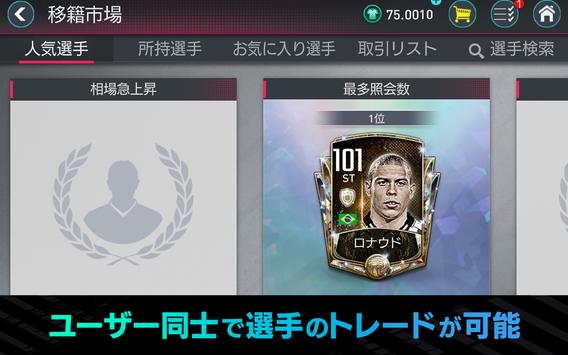 移籍市場
75.0010
1
人気選手 所持選手 お気に入り選手 取引リスト 選手検索
相場急上昇
最多照会数
1位
101
ST
ロナウド
ユーザー同士で選手のトレードが可能